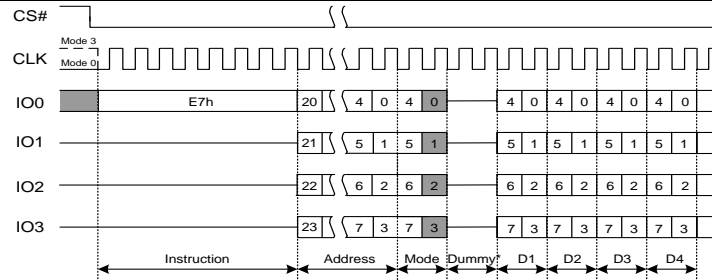 CS#
Mode 3
CLK
Mode 0
IO0 E7h 20 4 0 4 0 4 0 4 0 4 0 4 0
IO1 21 5 1 5 1 5 1 5 1 5 1 5 1
IO2 22 6 2 6 2 6 2 6 2 6 2 6 2
IO3 23 7 3 7 3 7 3 7 3 7 3 7 3
Instruction Address Mode Dummy* D1 D2 D3 D4